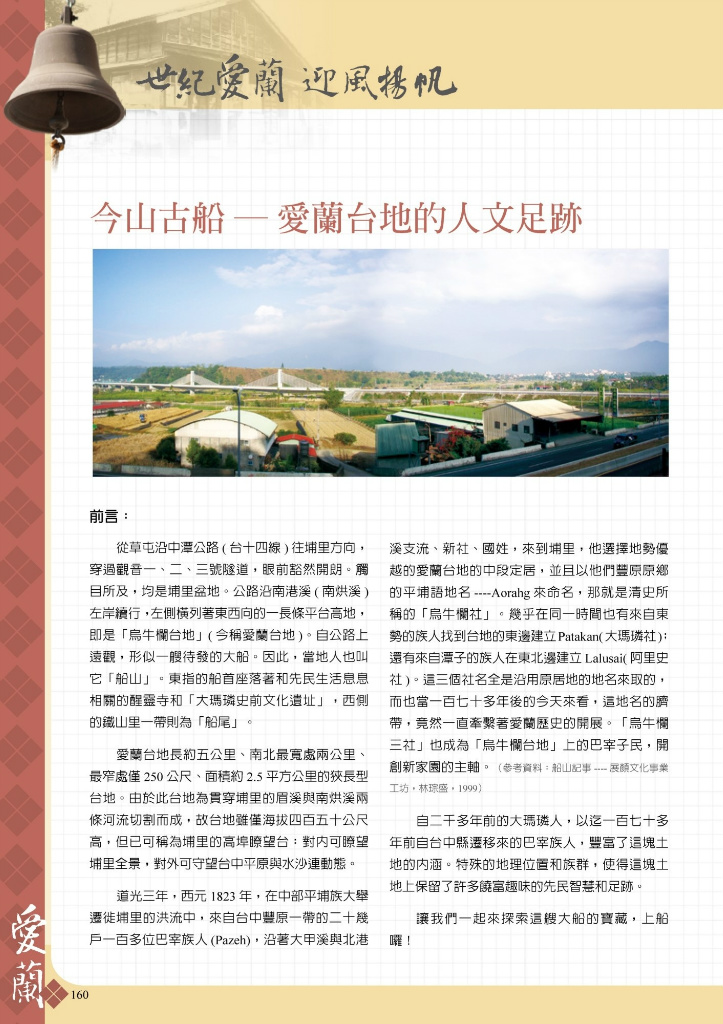 世紀愛蘭 迎風揚帆
今山古船 — 愛蘭台地的人文足跡
前言：
從草屯沿中潭公路 ( 台十四線 ) 往埔里方向，
穿過觀音一、二、三號隧道，眼前豁然開朗。觸
目所及，均是埔里盆地。公路沿南港溪 ( 南烘溪 )
左岸續行，左側橫列著東西向的一長條平台高地，
即是「烏牛欄台地」( 今稱愛蘭台地 )。自公路上
遠觀，形似一艘待發的大船。因此，當地人也叫
它「船山」。東指的船首座落著和先民生活息息
相關的醒靈寺和「大瑪璘史前文化遺址」，西側
的鐵山里一帶則為「船尾」。
愛蘭台地長約五公里、南北最寬處兩公里、
最窄處僅 250 公尺、面積約 2.5 平方公里的狹長型
台地。由於此台地為貫穿埔里的眉溪與南烘溪兩
條河流切割而成，故台地雖僅海拔四百五十公尺
高，但已可稱為埔里的高埠瞭望台：對內可瞭望
埔里全景，對外可守望台中平原與水沙連動態。
道光三年，西元 1823 年，在中部平埔族大舉
遷徙埔里的洪流中，來自台中豐原一帶的二十幾
戶一百多位巴宰族人 (Pazeh)，沿著大甲溪與北港
溪支流、新社、國姓，來到埔里，他選擇地勢優
越的愛蘭台地的中段定居，並且以他們豐原原鄉
的平埔語地名 ----Aorahg 來命名，那就是清史所
稱的「烏牛欄社」。幾乎在同一時間也有來自東
勢的族人找到台地的東邊建立 Patakan( 大瑪璘社 )；
還有來自潭子的族人在東北邊建立 Lalusai( 阿里史
社 )。這三個社名全是沿用原居地的地名來取的，
而也當一百七十多年後的今天來看，這地名的臍
帶，竟然一直牽繫著愛蘭歷史的開展。「烏牛欄
三社」也成為「烏牛欄台地」上的巴宰子民，開
創新家園的主軸。（參考資料：船山記事 ---- 展顏文化事業
工坊，林琮盛，1999）
自二千多年前的大瑪璘人，以迄一百七十多
年前自台中縣遷移來的巴宰族人，豐富了這塊土
地的內涵。特殊的地理位置和族群，使得這塊土
地上保留了許多饒富趣味的先民智慧和足跡。
讓我們一起來探索這艘大船的寶藏，上船
囉！
愛蘭
160